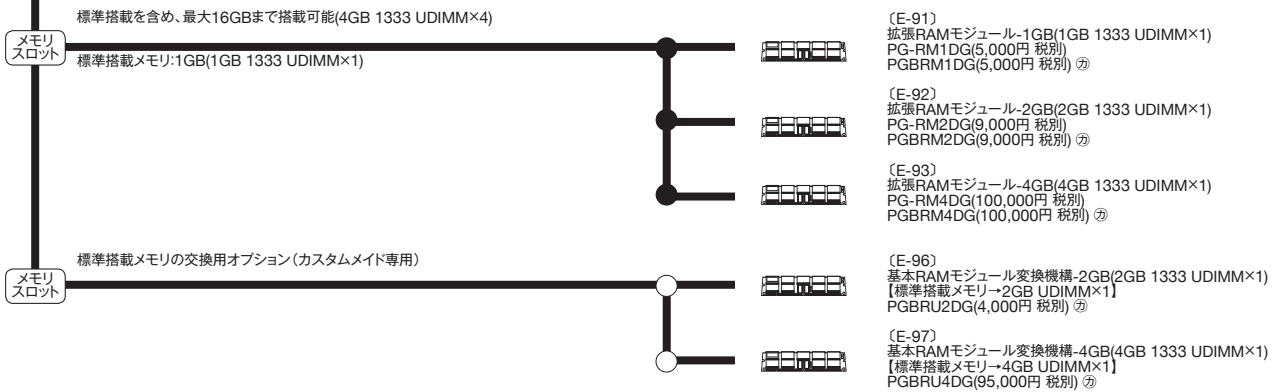 標準搭載を含め、最大16GBまで搭載可能(4GB 1333 UDIMM×4)
メモリ
スロット
標準搭載メモリ:1GB(1GB 1333 UDIMM×1)
〔E-91〕
拡張RAMモジュール-1GB(1GB 1333 UDIMM×1)
PG-RM1DG(5,000円 税別)
PGBRM1DG(5,000円 税別) ㋕
〔E-92〕
拡張RAMモジュール-2GB(2GB 1333 UDIMM×1)
PG-RM2DG(9,000円 税別)
PGBRM2DG(9,000円 税別) ㋕
〔E-93〕
拡張RAMモジュール-4GB(4GB 1333 UDIMM×1)
PG-RM4DG(100,000円 税別)
PGBRM4DG(100,000円 税別) ㋕
標準搭載メモリの交換用オプション(カスタムメイド専用)
メモリ
スロット
〔E-96〕
基本RAMモジュール変換機構-2GB(2GB 1333 UDIMM×1)
【標準搭載メモリ→2GB UDIMM×1】
PGBRU2DG(4,000円 税別) ㋕
〔E-97〕
基本RAMモジュール変換機構-4GB(4GB 1333 UDIMM×1)
【標準搭載メモリ→4GB UDIMM×1】
PGBRU4DG(95,000円 税別) ㋕